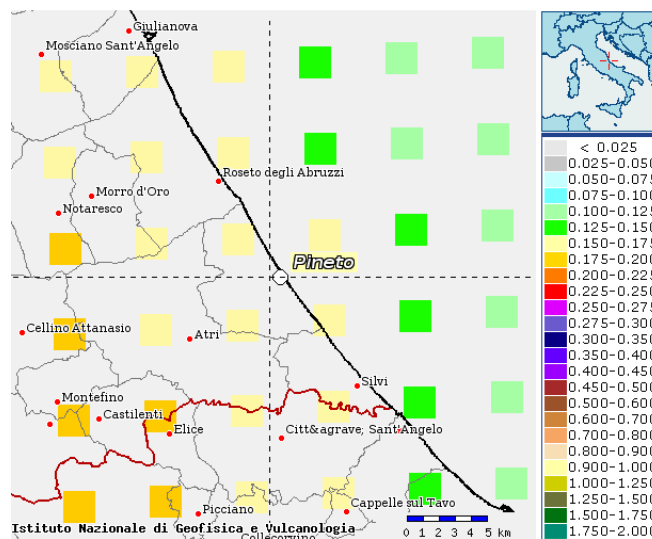 Giulianova
Mosciano Sant'Angelo
Roseto degli Abruzzi
Morro d'Oro
Notaresco
Pineto
Cellino Attanasio
Atri
Silvi
Montefino
Castilenti
Elice
Citt&agrave; Sant'Angelo
Picciano
Cappelle sul Tavo
Istituto Nazionale di Geofisica e Vulcanologia
Collecorvino
0 1 2 3 4 5 km
< 0.025
0.025-0.050
0.050-0.075
0.075-0.100
0.100-0.125
0.125-0.150
0.150-0.175
0.175-0.200
0.200-0.225
0.225-0.250
0.250-0.275
0.275-0.300
0.300-0.350
0.350-0.400
0.400-0.450
0.450-0.500
0.500-0.600
0.600-0.700
0.700-0.800
0.800-0.900
0.900-1.000
1.000-1.250
1.250-1.500
1.500-1.750
1.750-2.000